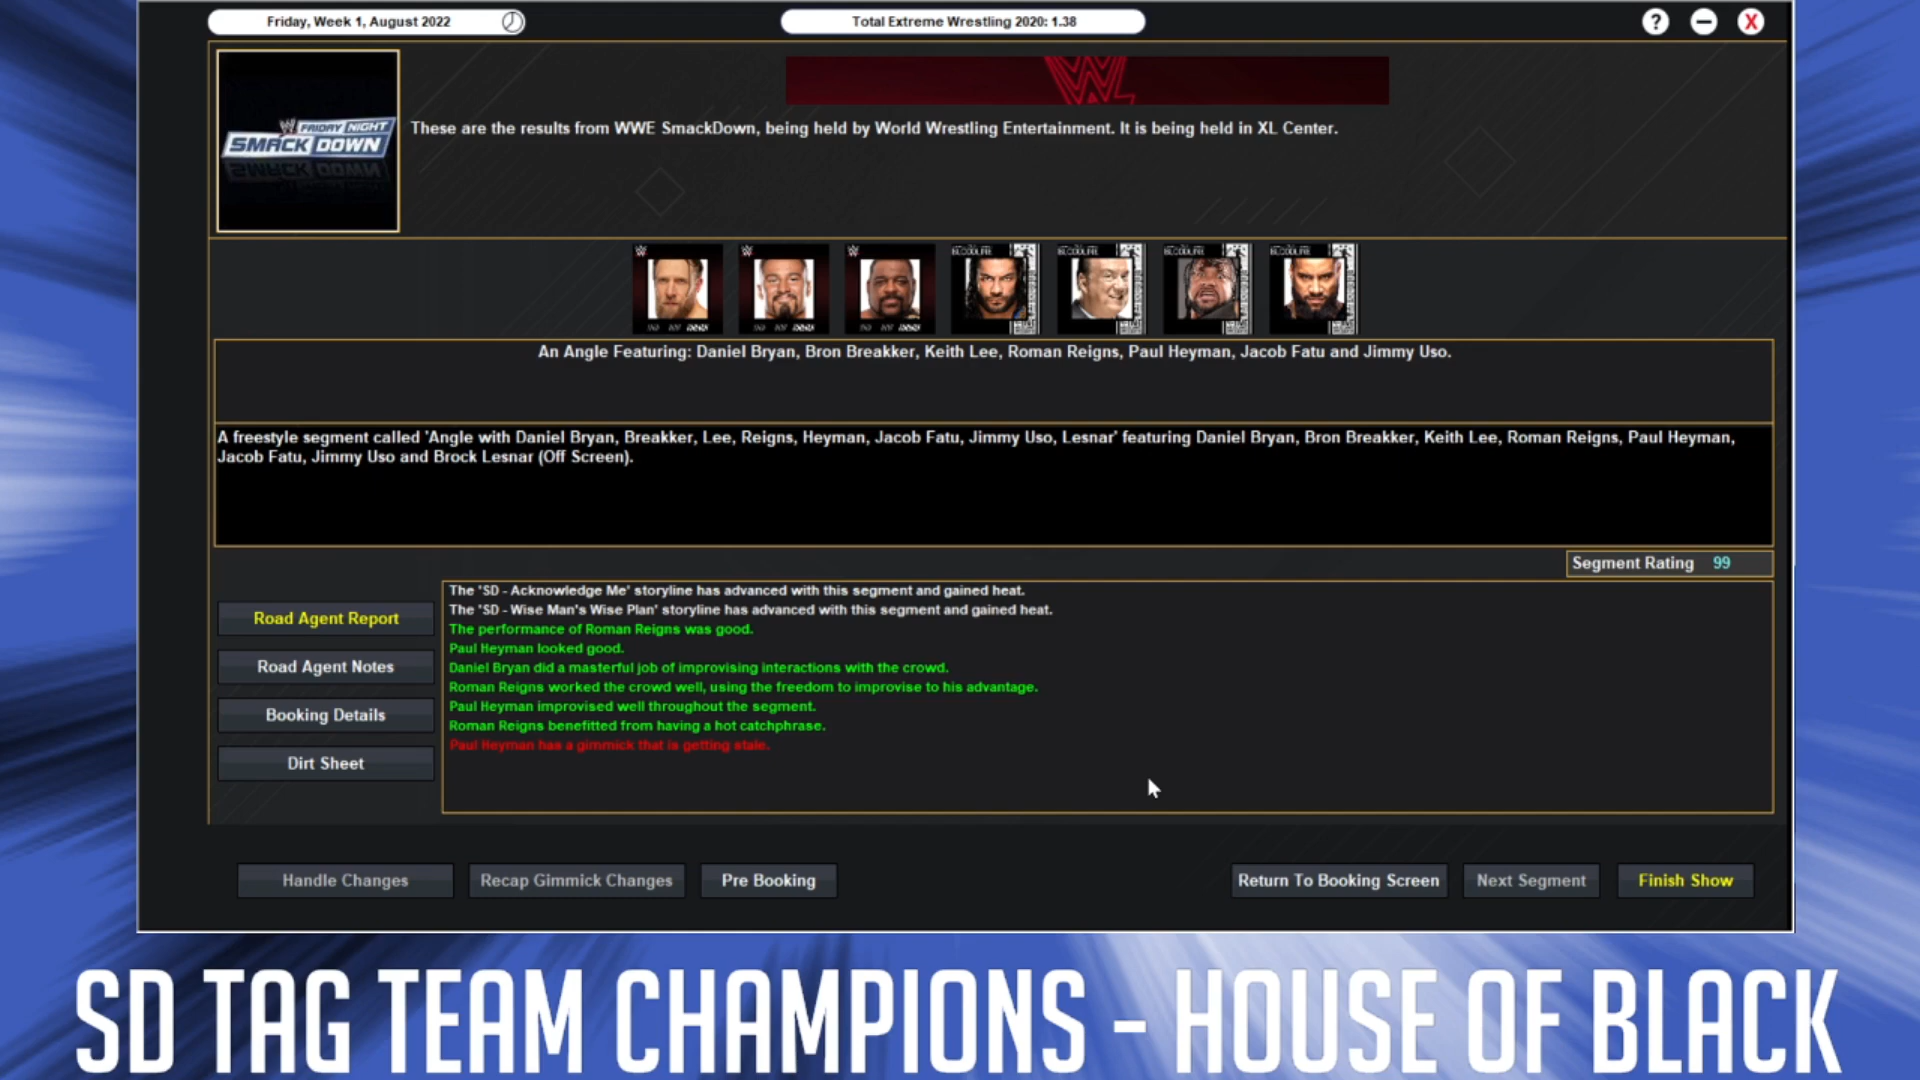 Friday, Week 1, August 2022
Total Extreme Wrestling 2020: 1.38
?
X
FRIDAY NIGHT
SMACK DOWN
These are the results from WWE SmackDown, being held by World Wrestling Entertainment. It is being held in XL Center.
BLOODLINE BLOODLINE BLOODLINE BLOODLINE
An Angle Featuring: Daniel Bryan, Bron Breakker, Keith Lee, Roman Reigns, Paul Heyman, Jacob Fatu and Jimmy Uso.
A freestyle segment called 'Angle with Daniel Bryan, Breakker, Lee, Reigns, Heyman, Jacob Fatu, Jimmy Uso, Lesnar' featuring Daniel Bryan, Bron Breakker, Keith Lee, Roman Reigns, Paul Heyman,
Jacob Fatu, Jimmy Uso and Brock Lesnar (Off Screen).
Segment Rating 99
Road Agent Report
Road Agent Notes
Booking Details
Dirt Sheet
The 'SD - Acknowledge Me' storyline has advanced with this segment and gained heat.
The 'SD - Wise Man's Wise Plan' storyline has advanced with this segment and gained heat.
The performance of Roman Reigns was good.
Paul Heyman looked good.
Daniel Bryan did a masterful job of improvising interactions with the crowd.
Roman Reigns worked the crowd well, using the freedom to improvise to his advantage.
Paul Heyman improvised well throughout the segment.
Roman Reigns benefitted from having a hot catchphrase.
Paul Heyman has a gimmick that is getting stale.
Handle Changes
Recap Gimmick Changes
Pre Booking
Return To Booking Screen
Next Segment
Finish Show
SD TAG TEAM CHAMPIONS - HOUSE OF BLACK